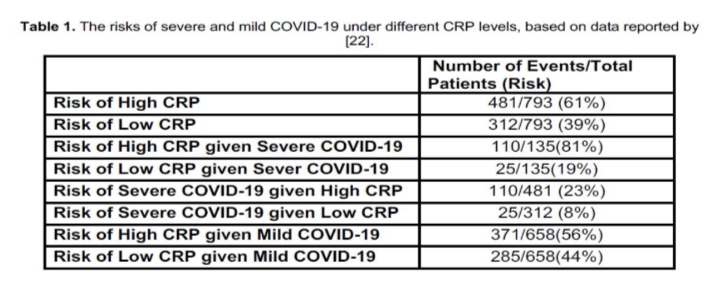 Table 1. The risks of severe and mild COVID-19 under different CRP levels, based on data reported by
[22].
Number of Events/Total
Patients (Risk)
Risk of High CRP 481/793 (61%)
Risk of Low CRP 312/793 (39%)
Risk of High CRP given Severe COVID-19 110/135(81%)
Risk of Low CRP given Sever COVID-19 25/135(19%)
Risk of Severe COVID-19 given High CRP 110/481 (23%)
Risk of Severe COVID-19 given Low CRP 25/312 (8%)
Risk of High CRP given Mild COVID-19 371/658(56%)
Risk of Low CRP given Mild COVID-19 285/658(44%)